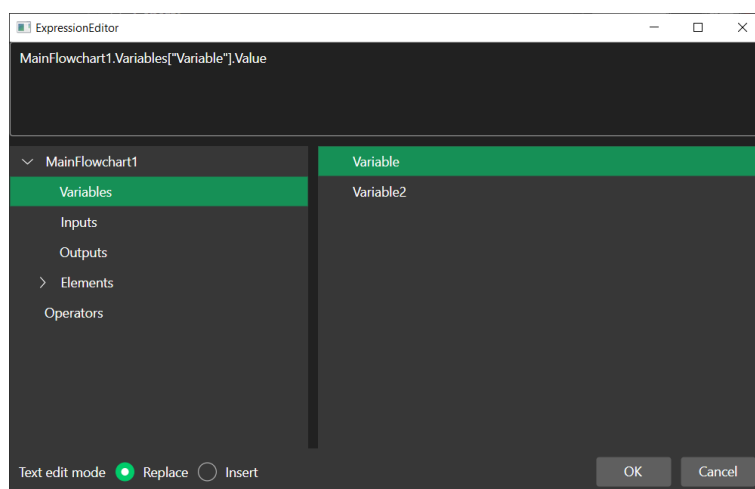 ExpressionEditor
MainFlowchart1.Variables["Variable"].Value
MainFlowchart1
Variables
Inputs
Outputs
Elements
Operators
Variable
Variable2
Text edit mode Replace Insert
OK Cancel